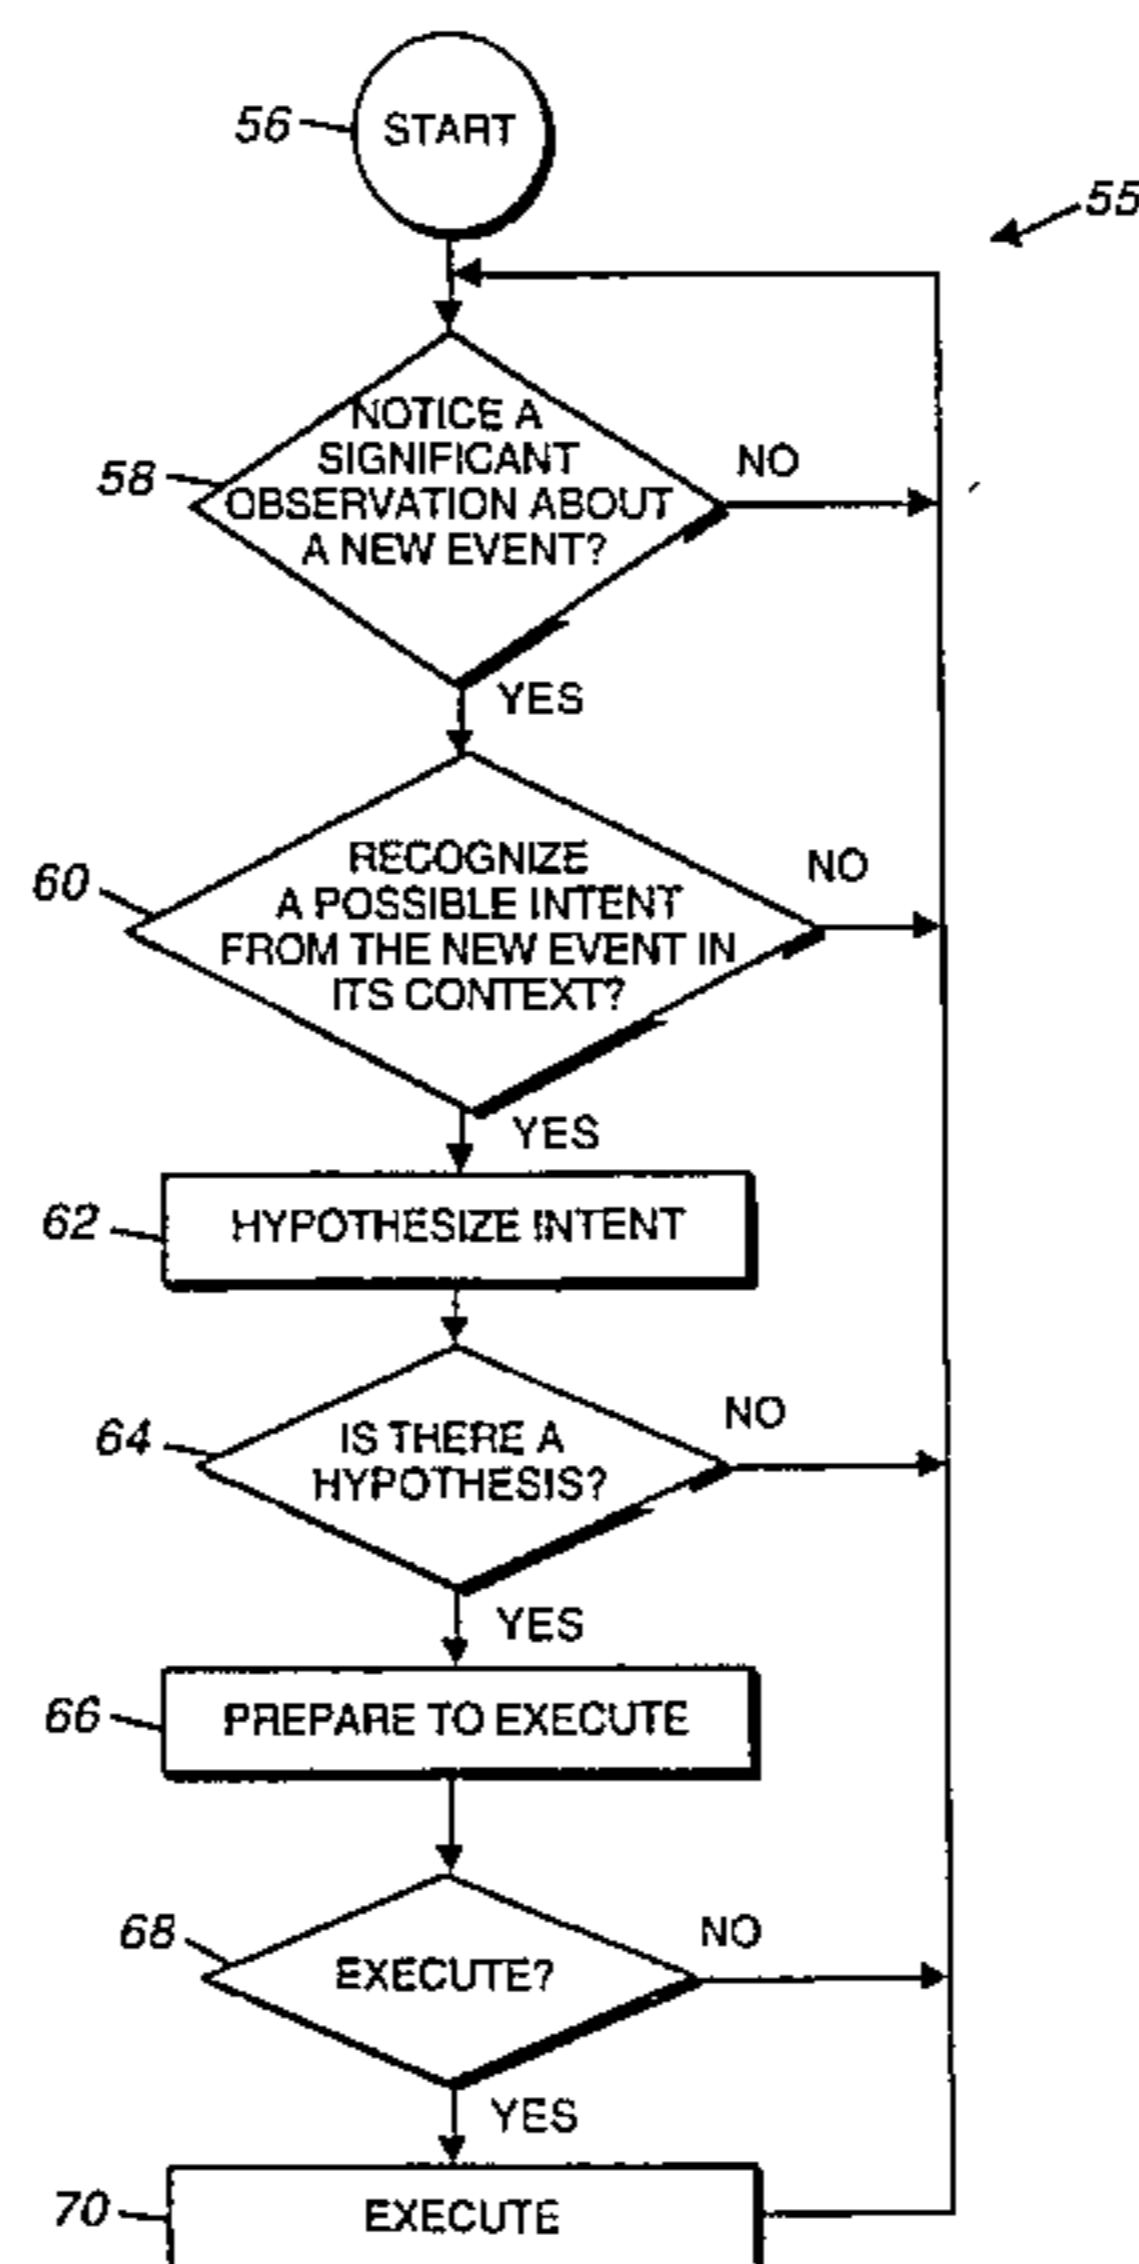 56
START
55
NOTICE A
SIGNIFICANT
OBSERVATION ABOUT
A NEW EVENT?
58
NO
YES
60
RECOGNIZE
A POSSIBLE INTENT
FROM THE NEW EVENT IN
ITS CONTEXT?
NO
YES
62
HYPOTHESIZE INTENT
64
IS THERE A
HYPOTHESIS?
NO
YES
66
PREPARE TO EXECUTE
68
EXECUTE?
NO
YES
70
EXECUTE